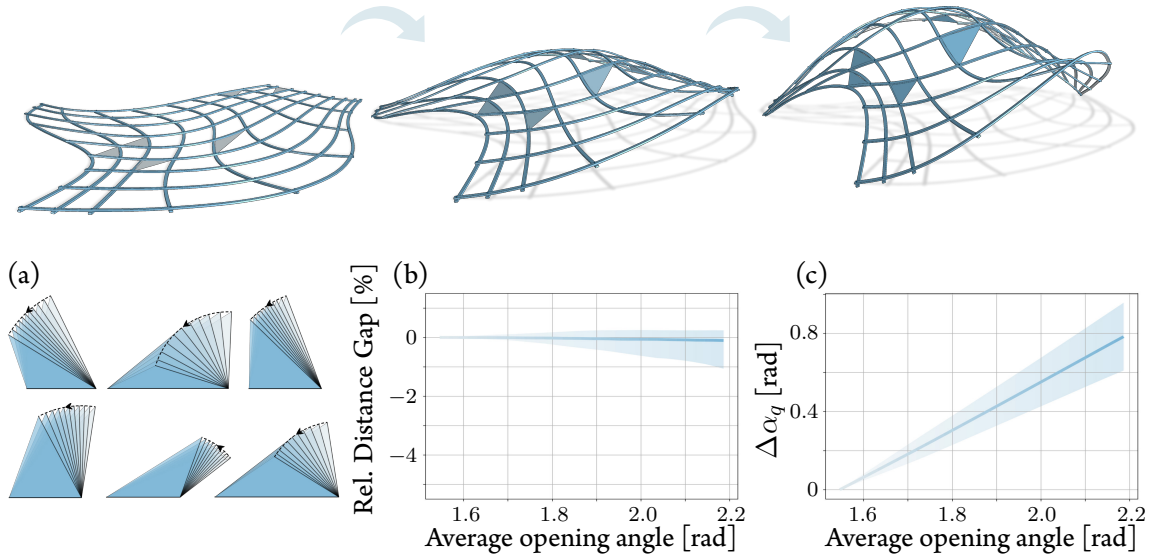 (a)
(b)
(c)
Rel. Distance Gap [%]
0
−2
−4
1.6
1.8
2.0
2.2
Average opening angle [rad]
Δα_q [rad]
0.8
0.4
0
1.6
1.8
2.0
2.2
Average opening angle [rad]